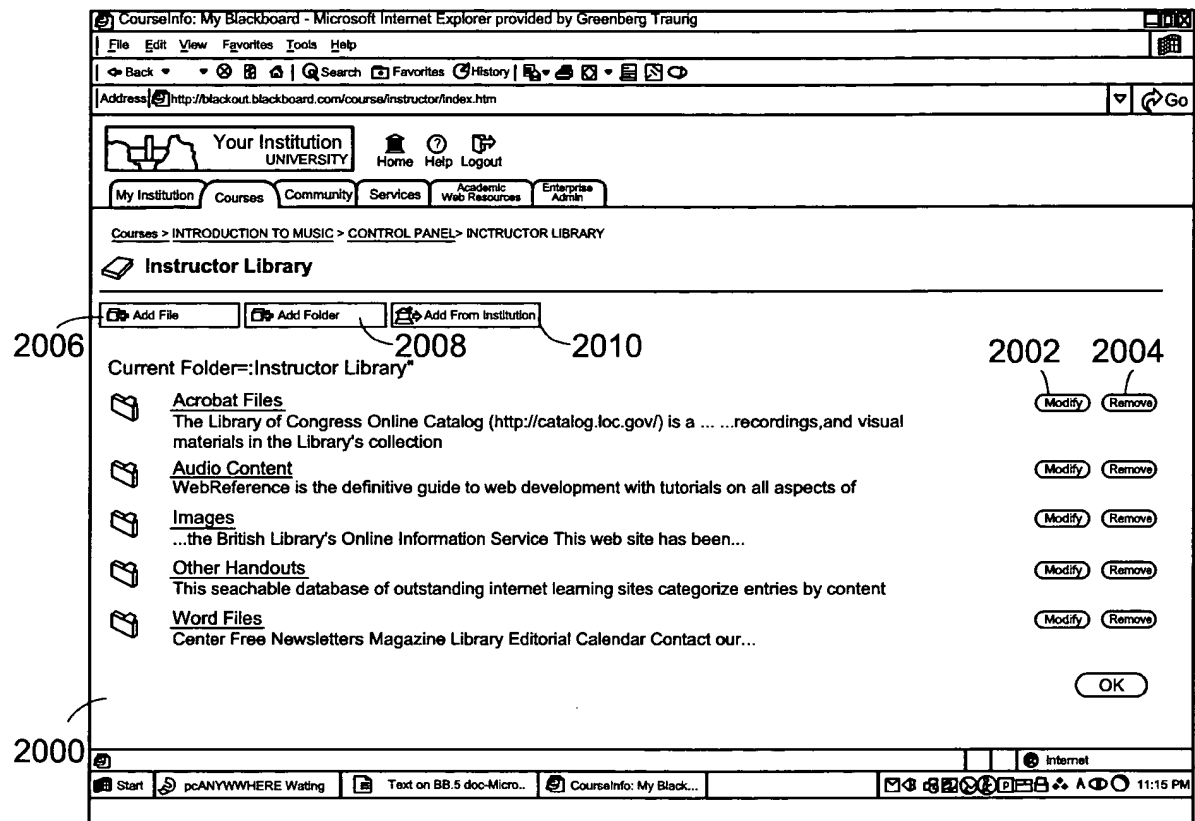 CourseInfo: My Blackboard - Microsoft Internet Explorer provided by Greenberg Traurig
File Edit View Favorites Tools Help
Back Search Favorites History
Address http://blackout.blackboard.com/course/instructor/index.htm Go
Your Institution
UNIVERSITY
Home Help Logout
My Institution Courses Community Services Academic Web Resources Enterprise Admin
Courses > INTRODUCTION TO MUSIC > CONTROL PANEL> INCTRUCTOR LIBRARY
Instructor Library
Add File Add Folder Add From Institution
2006 2008 2010 2002 2004
Current Folder=:Instructor Library"
Acrobat Files Modify Remove
The Library of Congress Online Catalog (http://catalog.loc.gov/) is a ... ...recordings,and visual
materials in the Library's collection
Audio Content Modify Remove
WebReference is the definitive guide to web development with tutorials on all aspects of
Images Modify Remove
...the British Library's Online Information Service This web site has been...
Other Handouts Modify Remove
This seachable database of outstanding internet learning sites categorize entries by content
Word Files Modify Remove
Center Free Newsletters Magazine Library Editorial Calendar Contact our...
OK
2000
Internet
Start pcANYWWHERE Wating Text on BB.5 doc-Micro.. CourseInfo: My Black... 11:15 PM